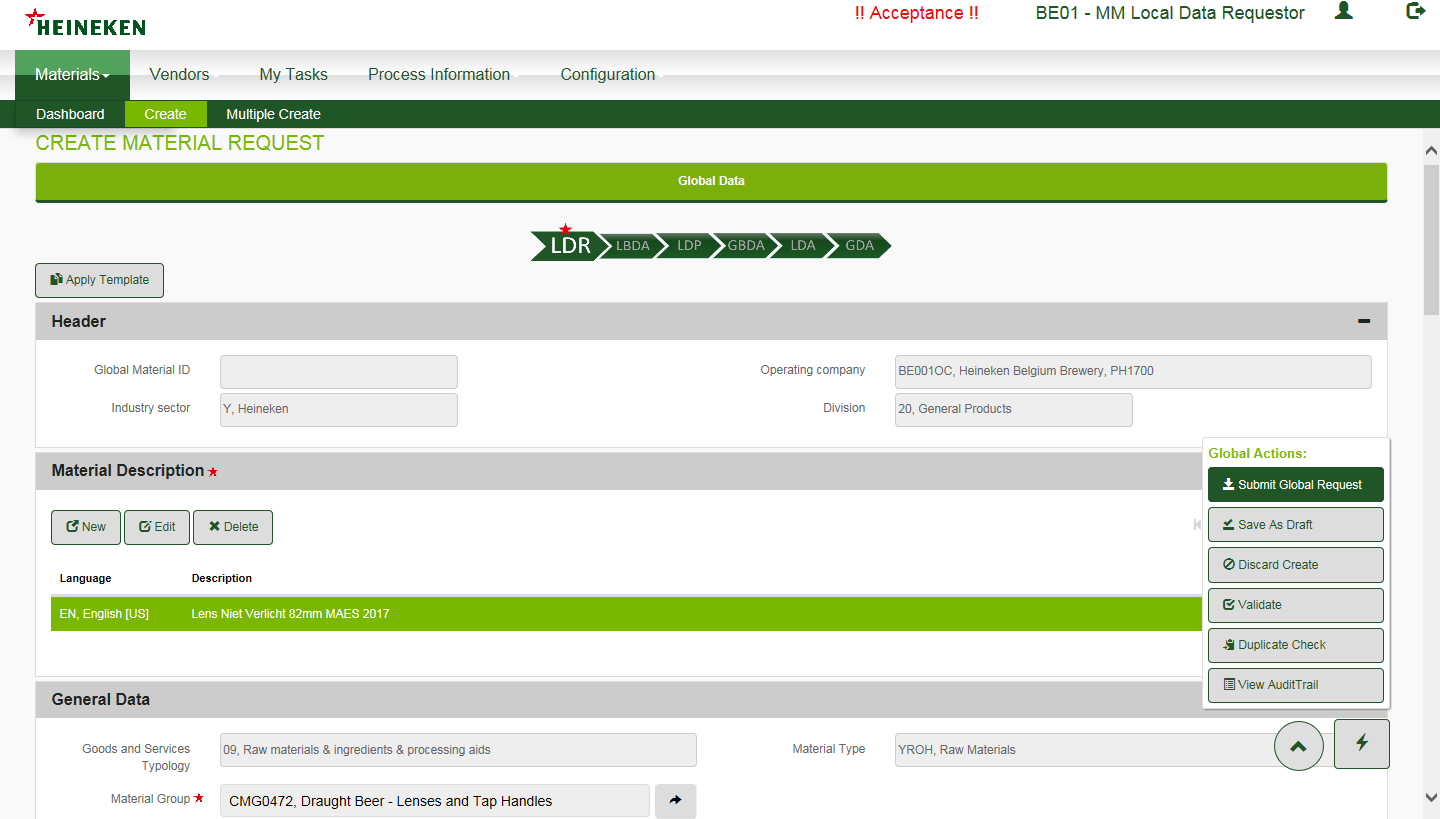 HEINEKEN
!! Acceptance !!
BE01 - MM Local Data Requestor
Materials
Vendors
My Tasks
Process Information
Configuration
Dashboard
Create
Multiple Create
CREATE MATERIAL REQUEST
Global Data
LDR
LBDA
LDP
GBDA
LDA
GDA
Apply Template
Header
Global Material ID
Operating company
BE001OC, Heineken Belgium Brewery, PH1700
Industry sector
Y, Heineken
Division
20, General Products
Material Description
New
Edit
Delete
Language
Description
EN, English [US]
Lens Niet Verlicht 82mm MAES 2017
Global Actions:
Submit Global Request
Save As Draft
Discard Create
Validate
Duplicate Check
View AuditTrail
General Data
Goods and Services
Typology
09, Raw materials & ingredients & processing aids
Material Type
YROH, Raw Materials
Material Group
CMG0472, Draught Beer - Lenses and Tap Handles